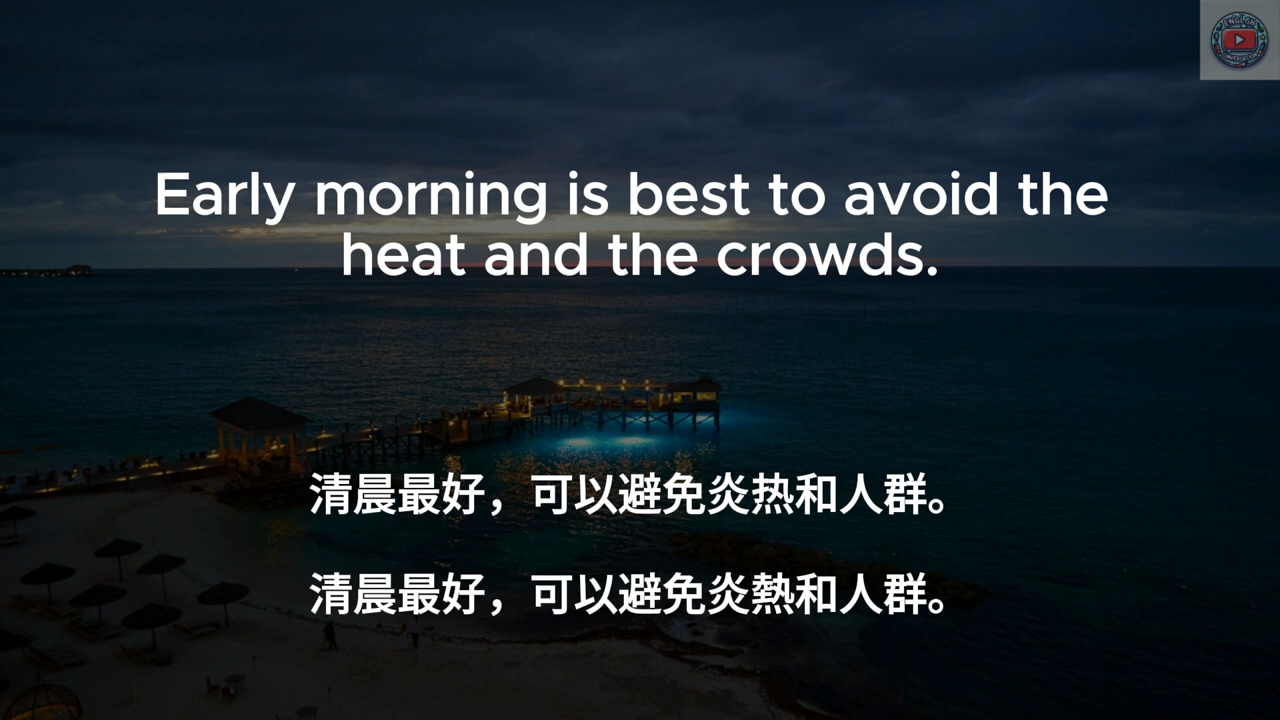 Early morning is best to avoid the
heat and the crowds.
清晨最好，可以避免炎热和人群。
清晨最好，可以避免炎熱和人群。